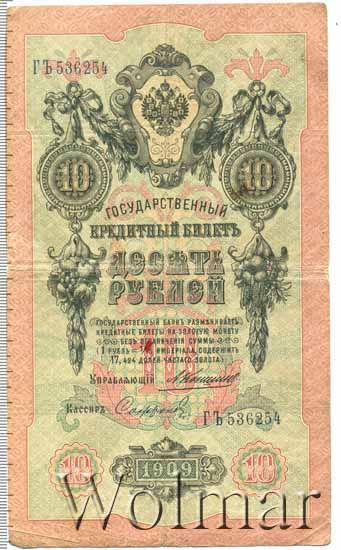 ГЪ 536254
10 10
ГОСУДАРСТВЕННЫЙ
КРЕДИТНЫЙ БИЛЕТЪ
ДЕСЯТЬ
РУБЛЕЙ
ГОСУДАРСТВЕННЫЙ БАНКЪ РАЗМѢНИВАЕТЪ
КРЕДИТНЫЕ БИЛЕТЫ НА ЗОЛОТУЮ МОНЕТУ
БЕЗЪ ОГРАНИЧЕНІЯ СУММЫ
(1 РУБЛЬ = 1/15 ИМПЕРІАЛА, СОДЕРЖИТЪ
17,424 ДОЛЕЙ ЧИСТАГО ЗОЛОТА).
УПРАВЛЯЮЩІЙ
КАССИРЪ
ГЪ 536254
10 1909 10
Wolmar